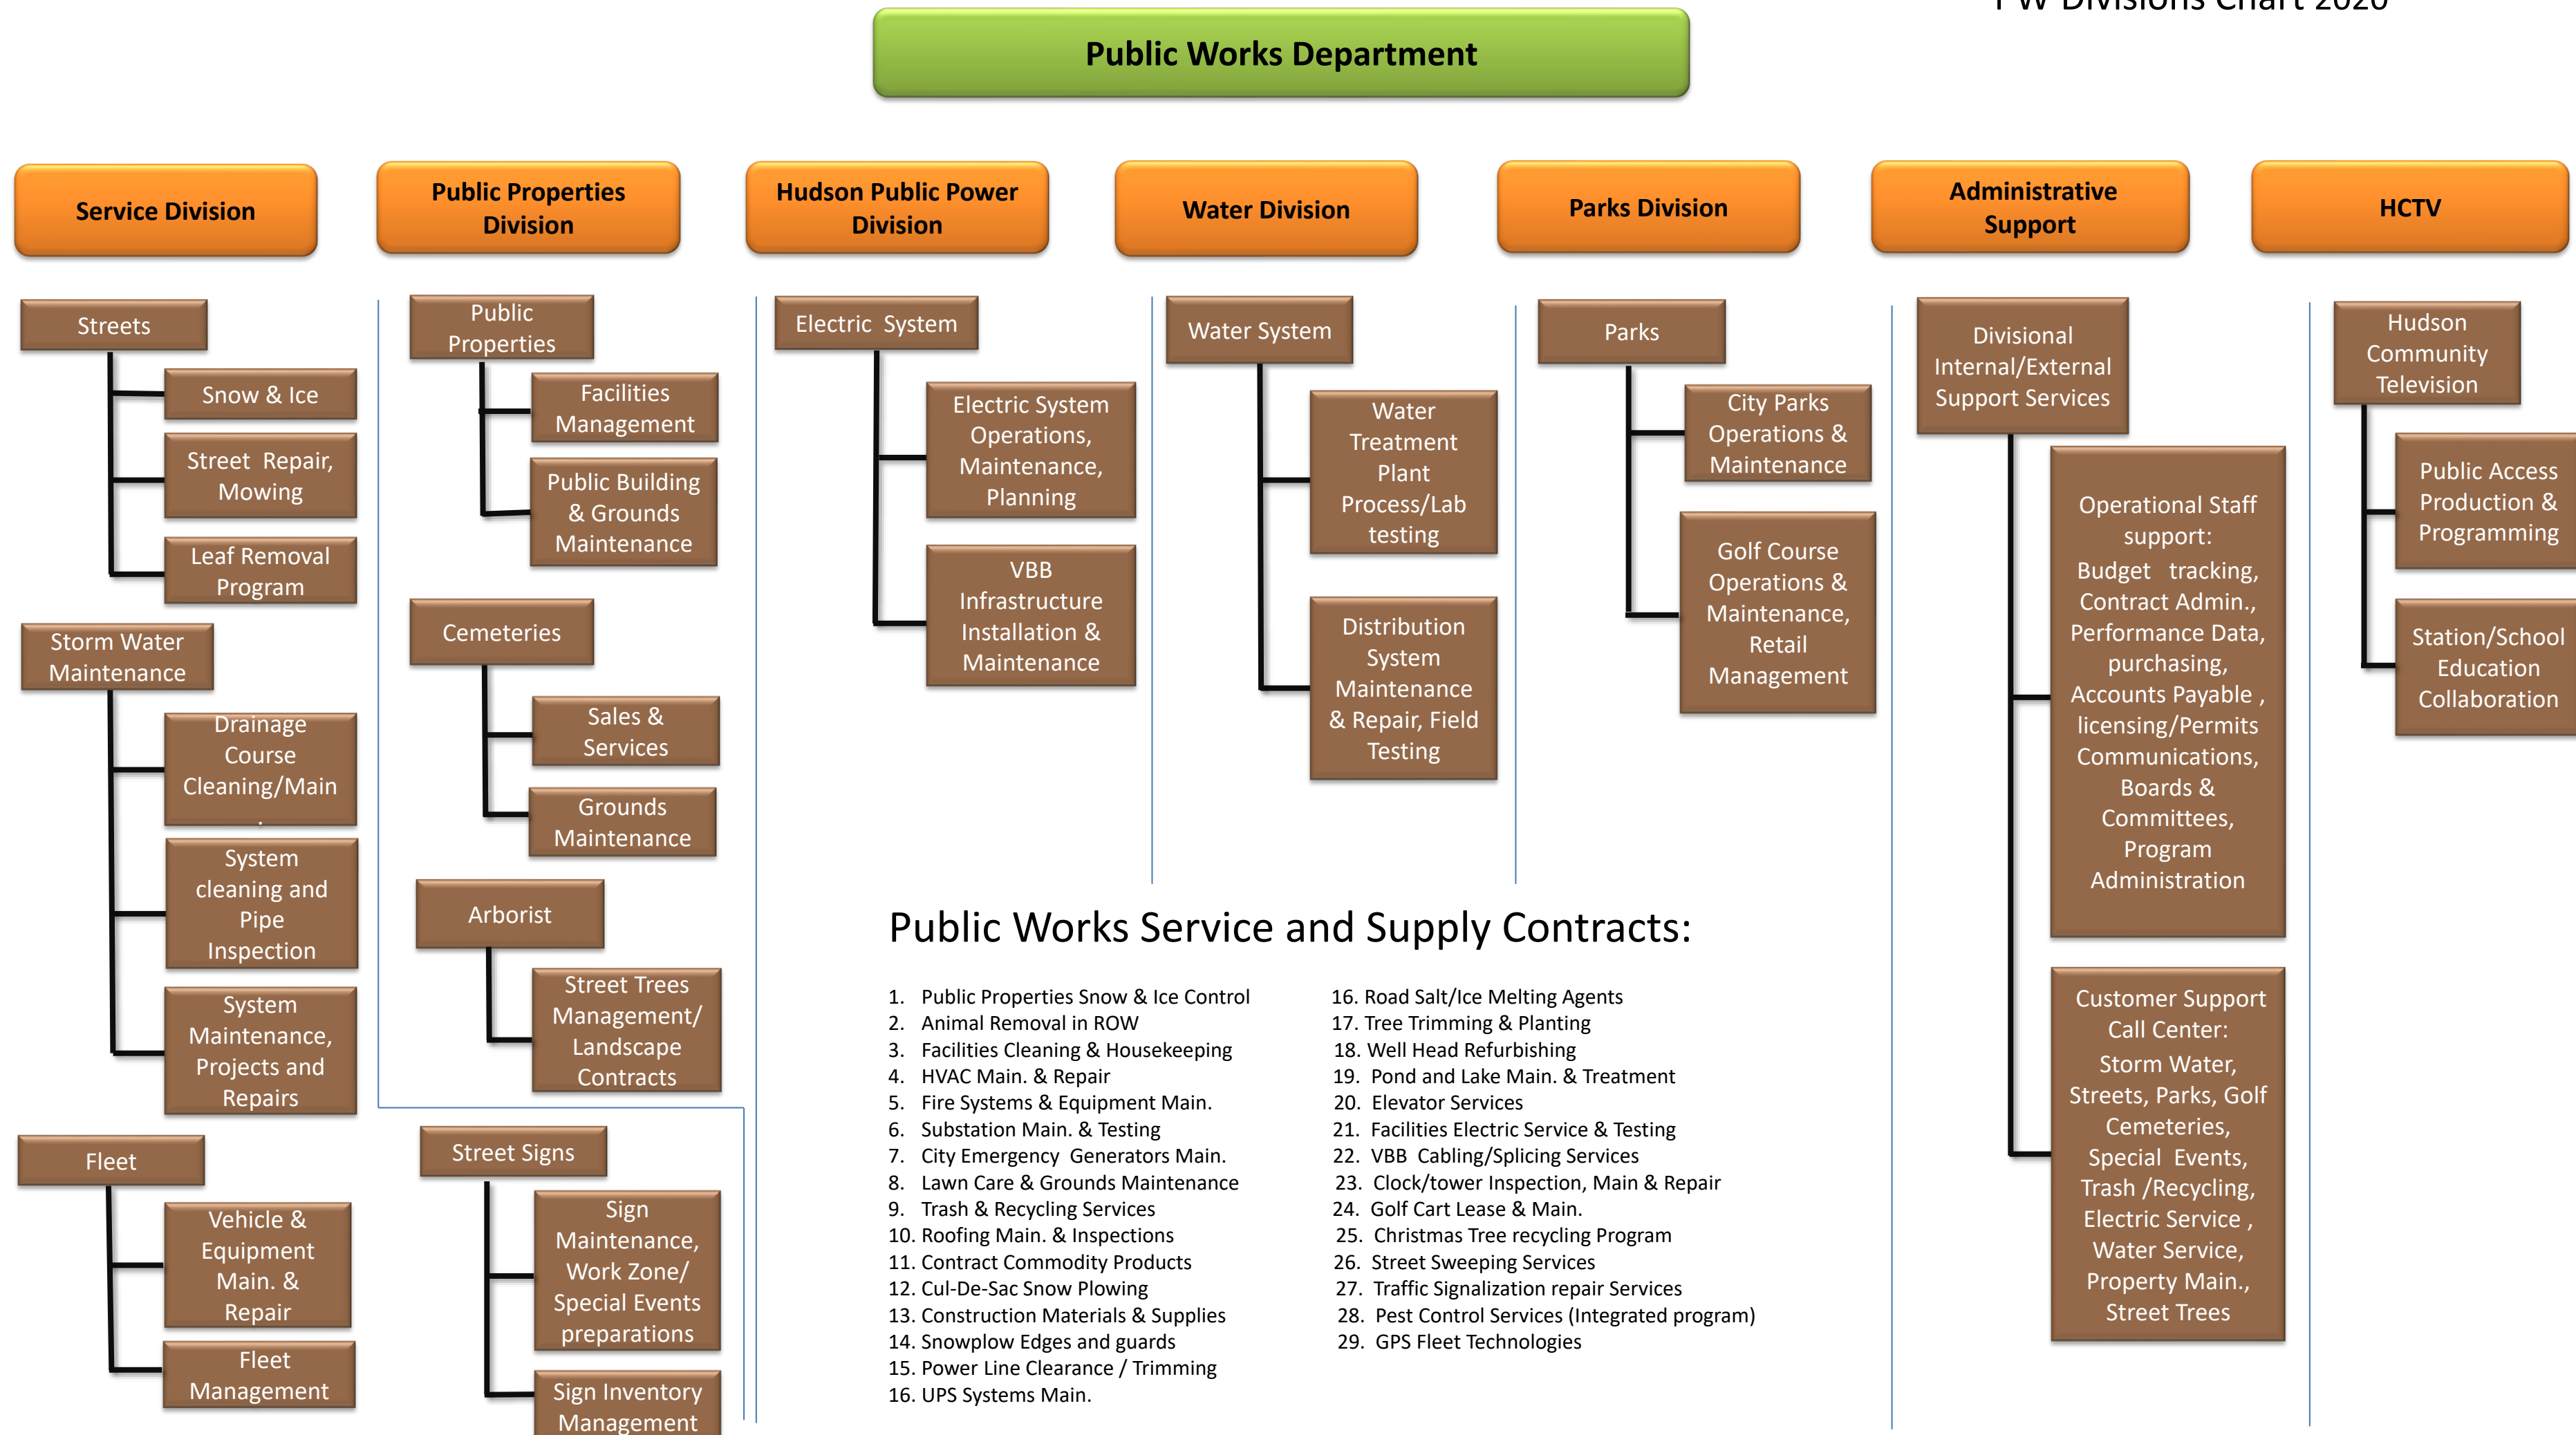 PW Divisions Chart 2020
Public Works Department
Service Division
Public Properties
Division
Hudson Public Power
Division
Water Division
Parks Division
Administrative
Support
HCTV
Streets
Snow & Ice
Street Repair,
Mowing
Leaf Removal
Program
Storm Water
Maintenance
Drainage
Course
Cleaning/Main
.
System
cleaning and
Pipe
Inspection
System
Maintenance,
Projects and
Repairs
Fleet
Vehicle &
Equipment
Main. &
Repair
Fleet
Management
Public
Properties
Facilities
Management
Public Building
& Grounds
Maintenance
Cemeteries
Sales &
Services
Grounds
Maintenance
Arborist
Street Trees
Management/
Landscape
Contracts
Street Signs
Sign
Maintenance,
Work Zone/
Special Events
preparations
Sign Inventory
Management
Electric System
Electric System
Operations,
Maintenance,
Planning
VBB
Infrastructure
Installation &
Maintenance
Water System
Water
Treatment
Plant
Process/Lab
testing
Distribution
System
Maintenance
& Repair, Field
Testing
Parks
City Parks
Operations &
Maintenance
Golf Course
Operations &
Maintenance,
Retail
Management
Divisional
Internal/External
Support Services
Operational Staff
support:
Budget tracking,
Contract Admin.,
Performance Data,
purchasing,
Accounts Payable ,
licensing/Permits
Communications,
Boards &
Committees,
Program
Administration
Customer Support
Call Center:
Storm Water,
Streets, Parks, Golf
Cemeteries,
Special Events,
Trash /Recycling,
Electric Service ,
Water Service,
Property Main.,
Street Trees
Hudson
Community
Television
Public Access
Production &
Programming
Station/School
Education
Collaboration
Public Works Service and Supply Contracts:
1. Public Properties Snow & Ice Control
2. Animal Removal in ROW
3. Facilities Cleaning & Housekeeping
4. HVAC Main. & Repair
5. Fire Systems & Equipment Main.
6. Substation Main. & Testing
7. City Emergency Generators Main.
8. Lawn Care & Grounds Maintenance
9. Trash & Recycling Services
10. Roofing Main. & Inspections
11. Contract Commodity Products
12. Cul-De-Sac Snow Plowing
13. Construction Materials & Supplies
14. Snowplow Edges and guards
15. Power Line Clearance / Trimming
16. UPS Systems Main.
16. Road Salt/Ice Melting Agents
17. Tree Trimming & Planting
18. Well Head Refurbishing
19. Pond and Lake Main. & Treatment
20. Elevator Services
21. Facilities Electric Service & Testing
22. VBB Cabling/Splicing Services
23. Clock/tower Inspection, Main & Repair
24. Golf Cart Lease & Main.
25. Christmas Tree recycling Program
26. Street Sweeping Services
27. Traffic Signalization repair Services
28. Pest Control Services (Integrated program)
29. GPS Fleet Technologies